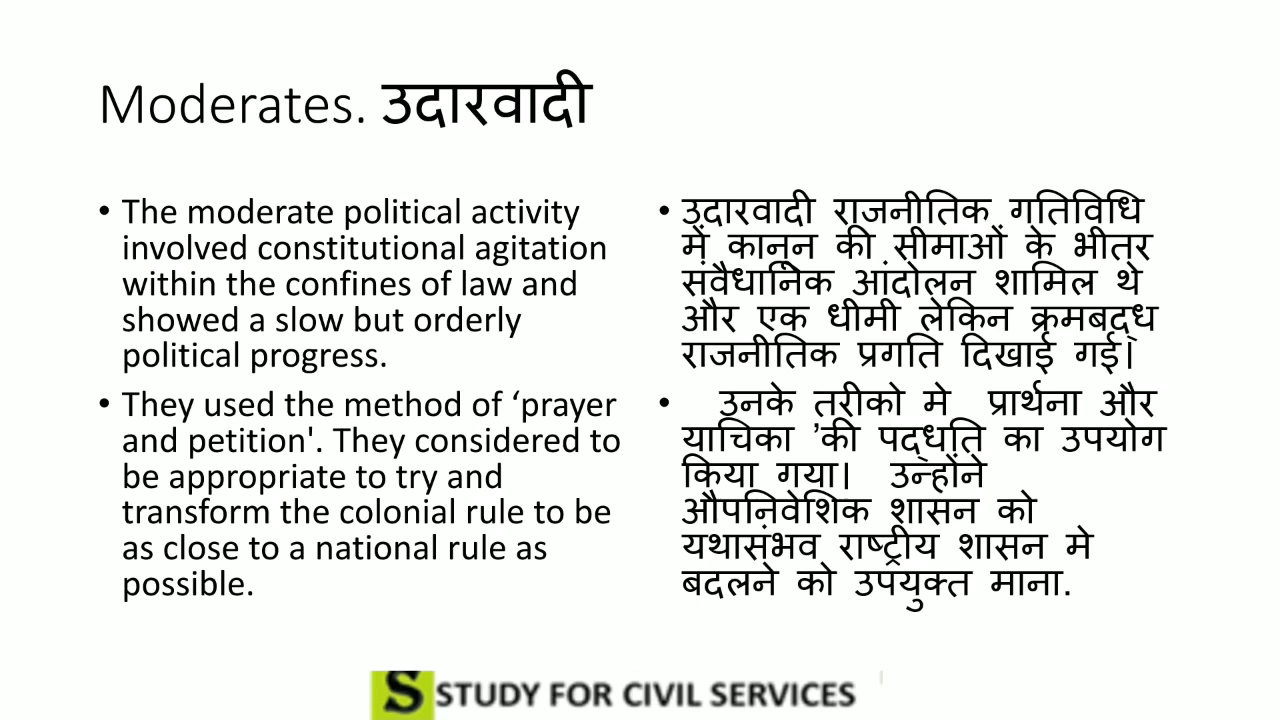 Moderates. उदारवादी
• The moderate political activity
involved constitutional agitation
within the confines of law and
showed a slow but orderly
political progress.
• They used the method of ‘prayer
and petition'. They considered to
be appropriate to try and
transform the colonial rule to be
as close to a national rule as
possible.
• उदारवादी राजनीतिक गतिविधि
में कानून की सीमाओं के भीतर
संवैधानिक आंदोलन शामिल थे
और एक धीमी लेकिन क्रमबद्ध
राजनीतिक प्रगति दिखाई गई।
• उनके तरीको मे प्रार्थना और
याचिका ’की पद्धति का उपयोग
किया गया। उन्होंने
औपनिवेशिक शासन को
यथासंभव राष्ट्रीय शासन मे
बदलने को उपयुक्त माना.
S STUDY FOR CIVIL SERVICES